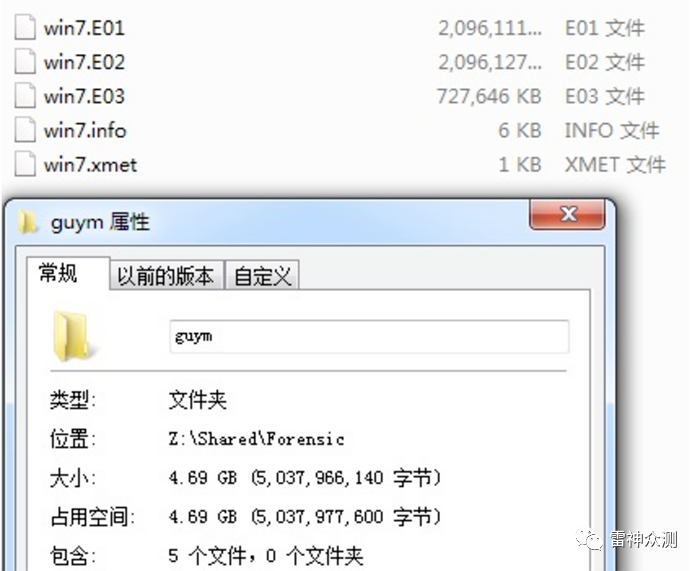 win7.E01 2,096,111... E01 文件
win7.E02 2,096,127... E02 文件
win7.E03 727,646 KB E03 文件
win7.info 6 KB INFO 文件
win7.xmet 1 KB XMET 文件
guym 属性
常规 以前的版本 自定义
guym
类型: 文件夹
位置: Z:\Shared\Forensic
大小: 4.69 GB (5,037,966,140 字节)
占用空间: 4.69 GB (5,037,977,600 字节)
包含: 5 个文件，0 个文件夹
雷神众测